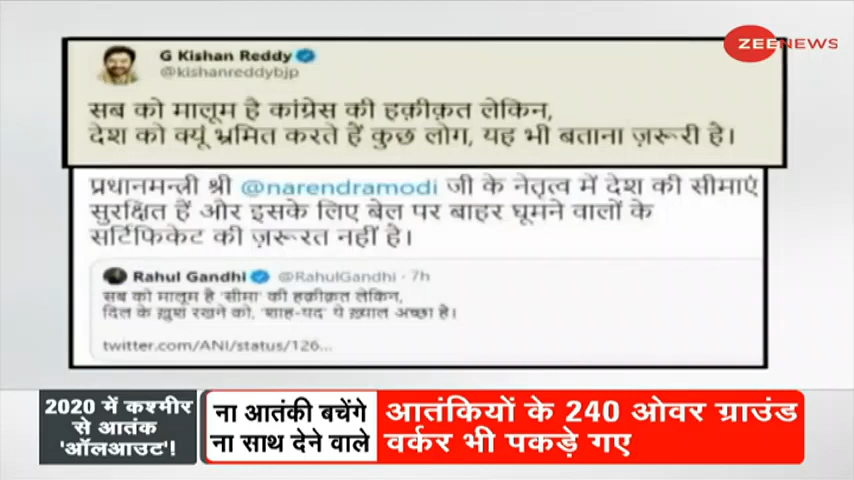 ZEE NEWS
G Kishan Reddy
@kishanreddybjp
सब को मालूम है कांग्रेस की हक़ीक़त लेकिन,
देश को क्यूं भ्रमित करते हैं कुछ लोग, यह भी बताना ज़रूरी है।
प्रधानमन्त्री श्री @narendramodi जी के नेतृत्व में देश की सीमाएं
सुरक्षित हैं और इसके लिए बेल पर बाहर घूमने वालों के
सर्टिफिकेट की ज़रूरत नहीं है।
Rahul Gandhi @RahulGandhi · 7h
सब को मालूम है 'सीमा' की हक़ीक़त लेकिन,
दिल के ख़ुश रखने को, 'शाह-यद' ये ख़्याल अच्छा है।
twitter.com/ANI/status/126...
2020 में कश्मीर
से आतंक
'ऑलआउट'!
ना आतंकी बचेंगे
ना साथ देने वाले
आतंकियों के 240 ओवर ग्राउंड
वर्कर भी पकड़े गए